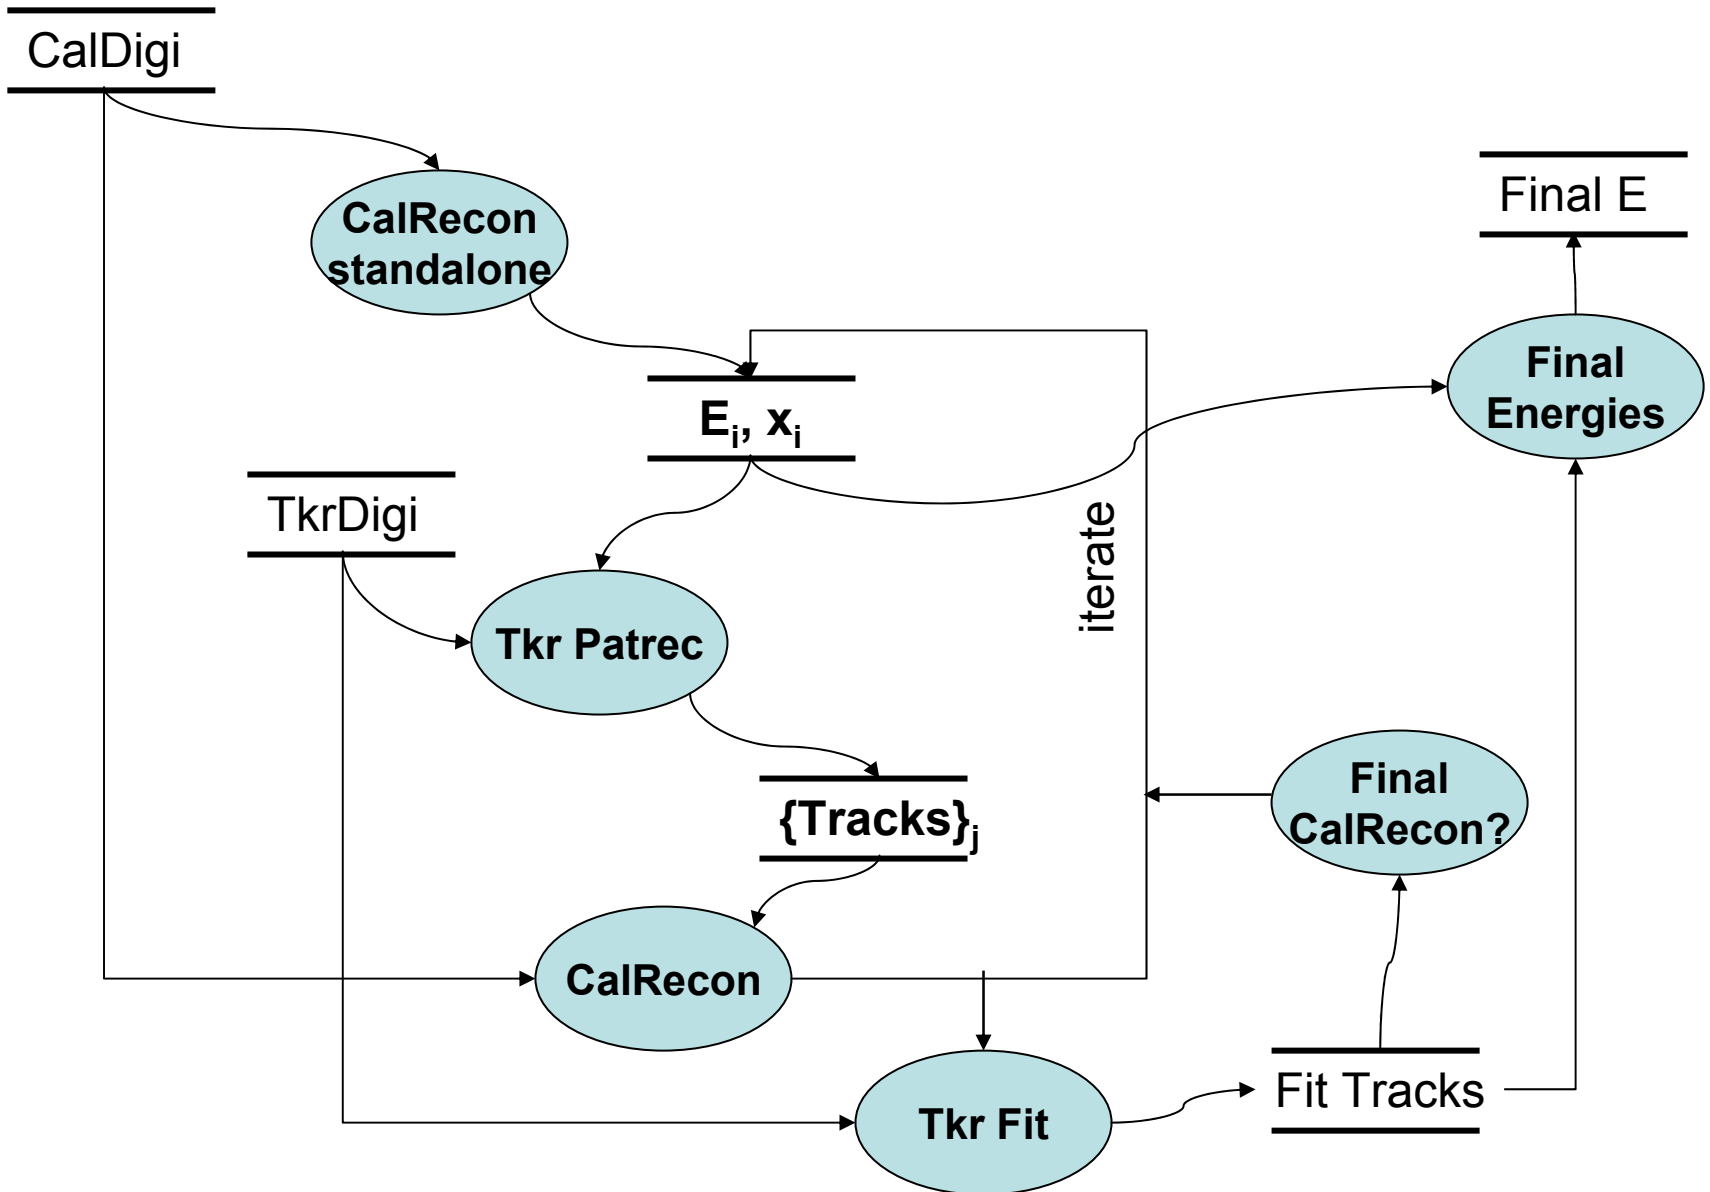 CalDigi
CalRecon
standalone
Final E
Final
Energies
Ei, xi
TkrDigi
iterate
Tkr Patrec
{Tracks}j
Final
CalRecon?
CalRecon
Fit Tracks
Tkr Fit